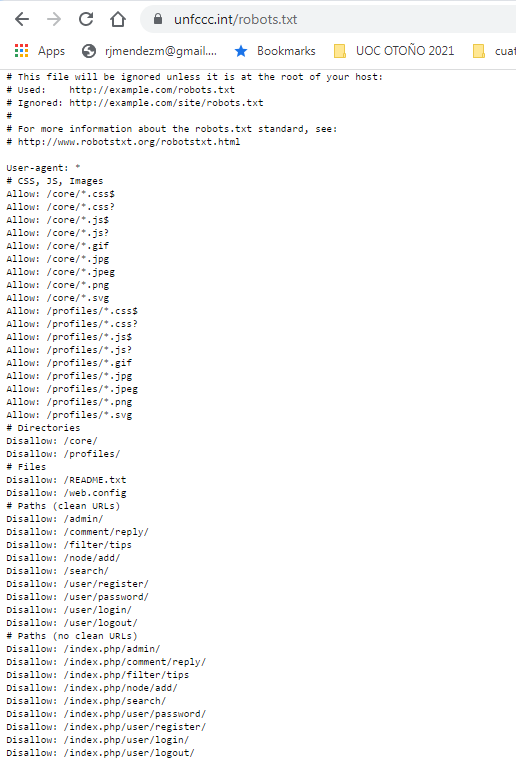 unfccc.int/robots.txt
Apps rjmendezm@gmail.... Bookmarks UOC OTOÑO 2021 cuat
# This file will be ignored unless it is at the root of your host:
# Used:    http://example.com/robots.txt
# Ignored: http://example.com/site/robots.txt
#
# For more information about the robots.txt standard, see:
# http://www.robotstxt.org/robotstxt.html
User-agent: *
# CSS, JS, Images
Allow: /core/*.css$
Allow: /core/*.css?
Allow: /core/*.js$
Allow: /core/*.js?
Allow: /core/*.gif
Allow: /core/*.jpg
Allow: /core/*.jpeg
Allow: /core/*.png
Allow: /core/*.svg
Allow: /profiles/*.css$
Allow: /profiles/*.css?
Allow: /profiles/*.js$
Allow: /profiles/*.js?
Allow: /profiles/*.gif
Allow: /profiles/*.jpg
Allow: /profiles/*.jpeg
Allow: /profiles/*.png
Allow: /profiles/*.svg
# Directories
Disallow: /core/
Disallow: /profiles/
# Files
Disallow: /README.txt
Disallow: /web.config
# Paths (clean URLs)
Disallow: /admin/
Disallow: /comment/reply/
Disallow: /filter/tips
Disallow: /node/add/
Disallow: /search/
Disallow: /user/register/
Disallow: /user/password/
Disallow: /user/login/
Disallow: /user/logout/
# Paths (no clean URLs)
Disallow: /index.php/admin/
Disallow: /index.php/comment/reply/
Disallow: /index.php/filter/tips
Disallow: /index.php/node/add/
Disallow: /index.php/search/
Disallow: /index.php/user/password/
Disallow: /index.php/user/register/
Disallow: /index.php/user/login/
Disallow: /index.php/user/logout/